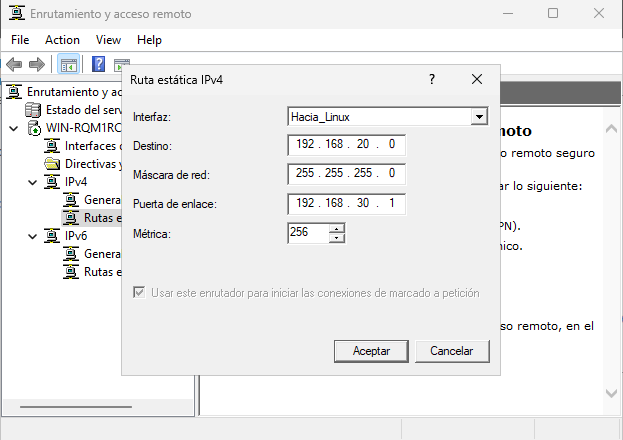 Enrutamiento y acceso remoto
File Action View Help
Ruta estática IPv4
?
Interfaz: Hacia_Linux
Destino: 192 . 168 . 20 . 0
Máscara de red: 255 . 255 . 255 . 0
Puerta de enlace: 192 . 168 . 30 . 1
Métrica: 256
Usar este enrutador para iniciar las conexiones de marcado a petición
Aceptar Cancelar
Enrutamiento y ac
Estado del serv
WIN-RQM1RC
Interfaces d
Directivas y
IPv4
Genera
Rutas e
IPv6
Genera
Rutas e
moto
o remoto seguro
ar lo siguiente:
PN).
nico.
so remoto, en el